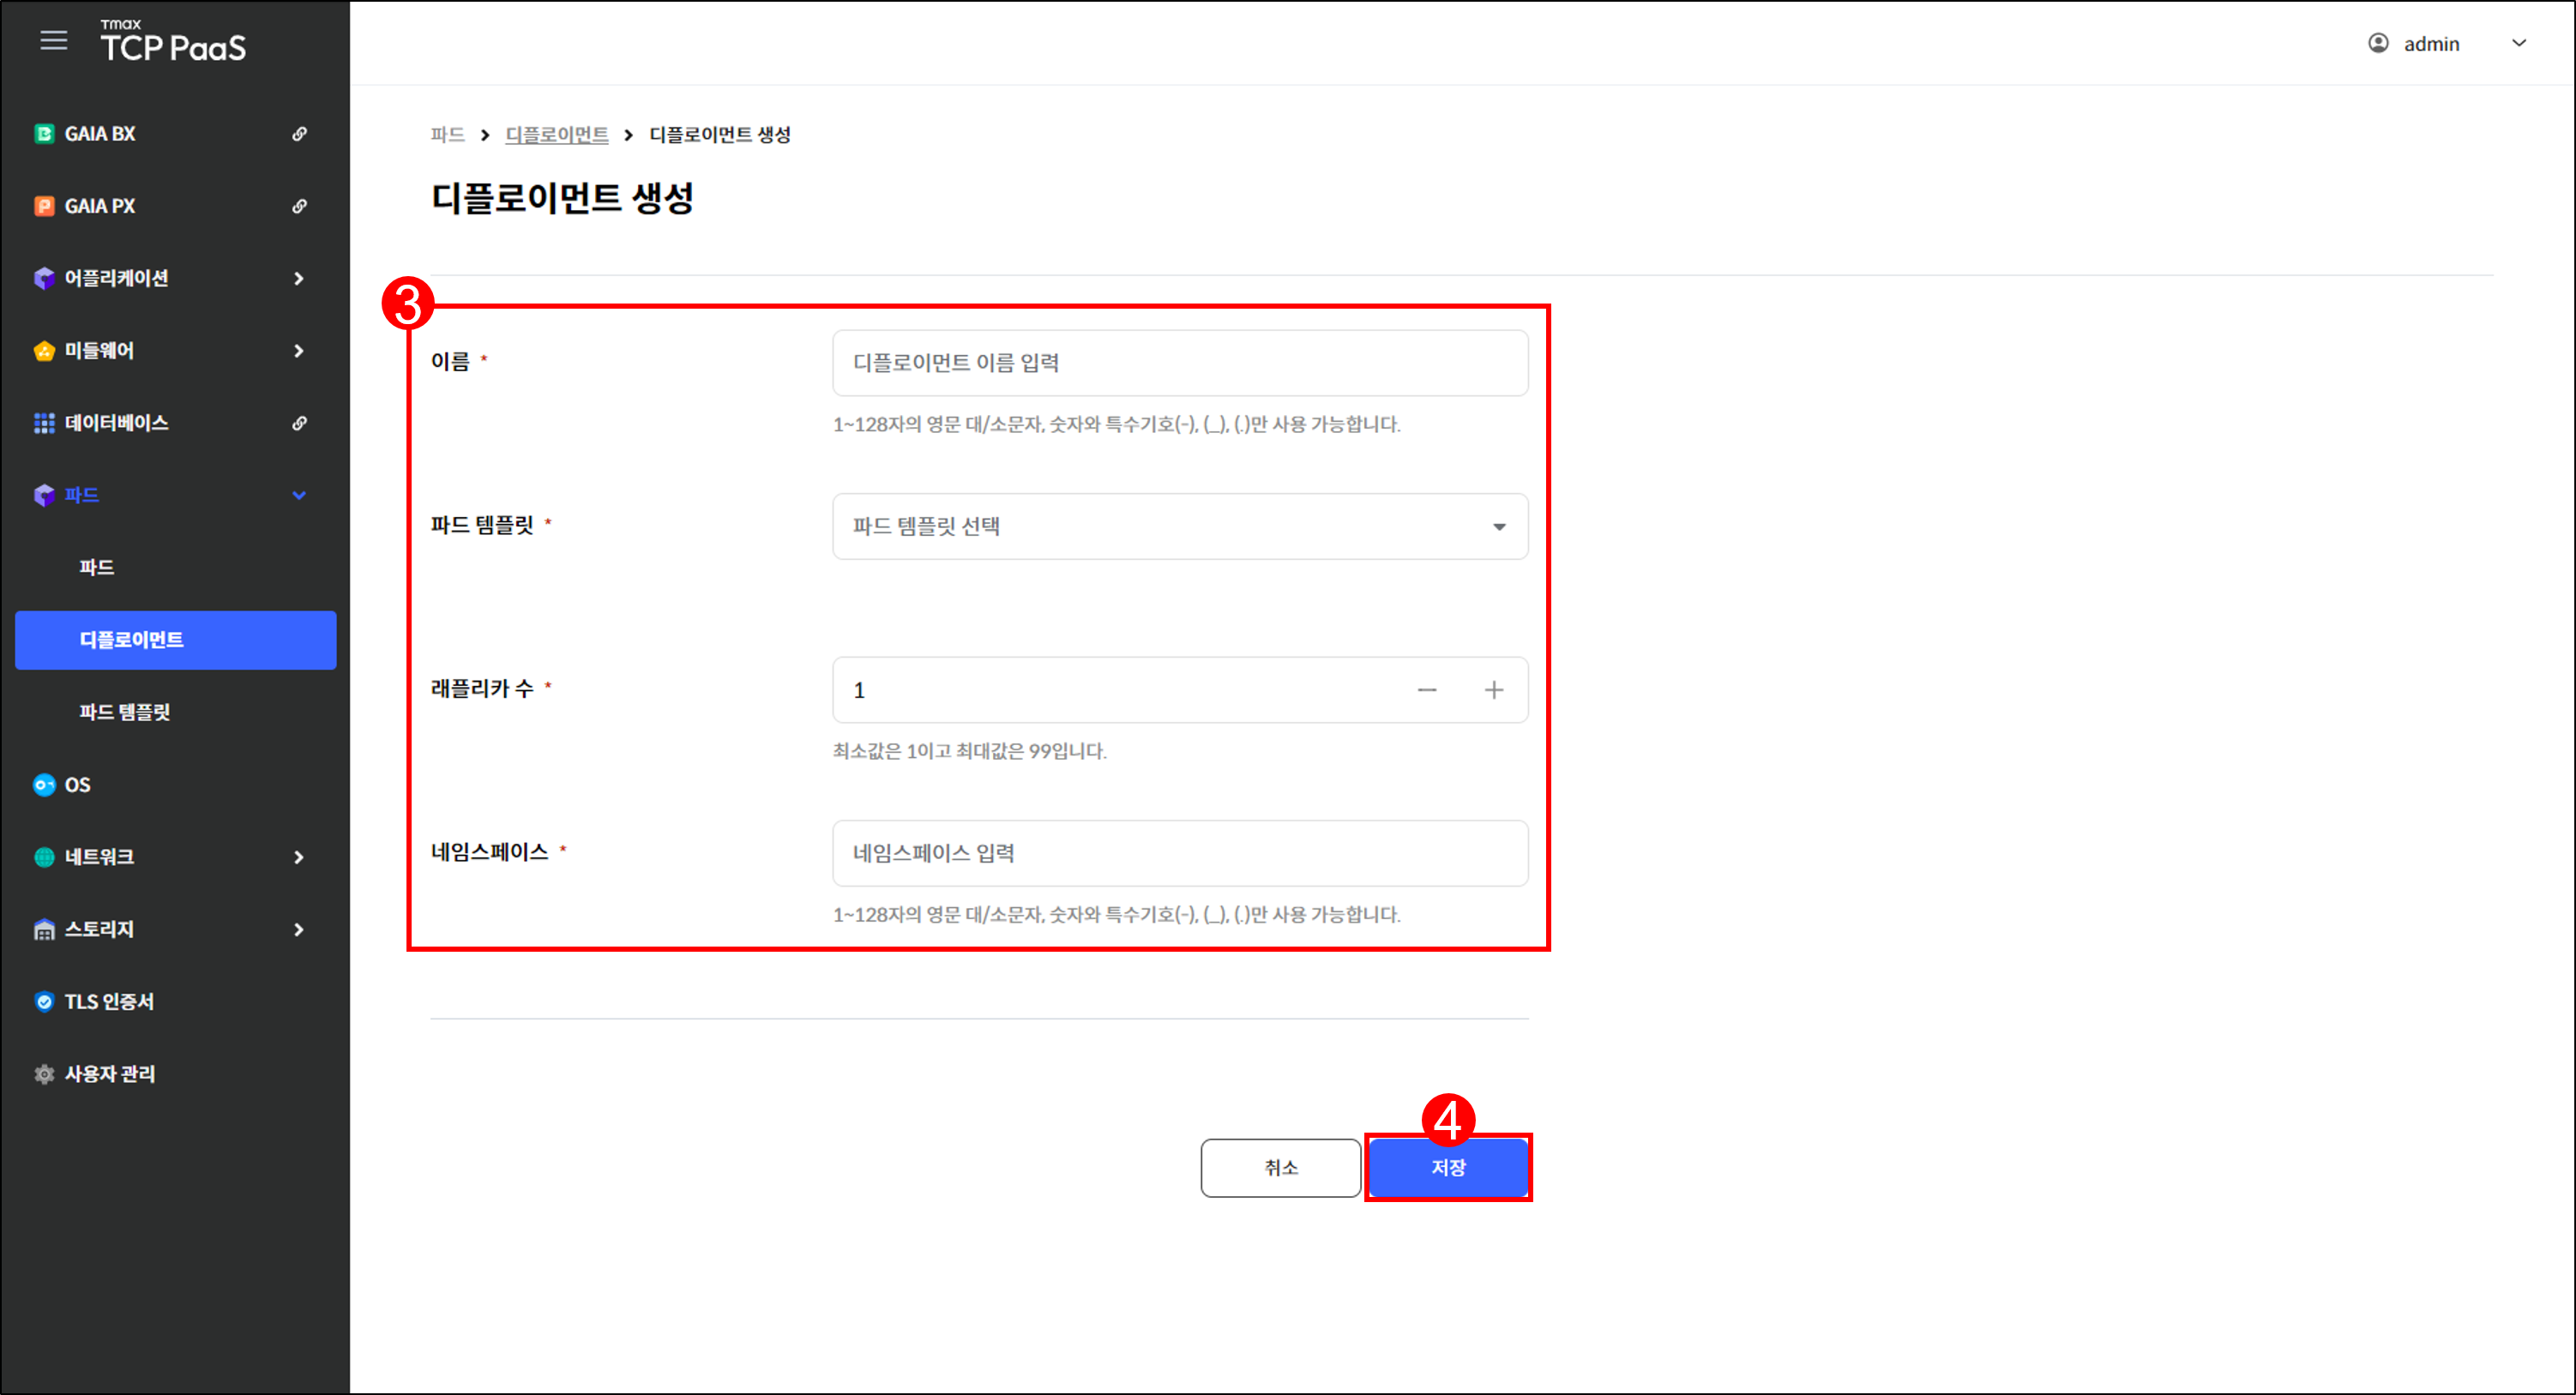 Tmax
TCP PaaS
admin
GAIA BX
GAIA PX
어플리케이션
미들웨어
데이터베이스
파드
파드
디플로이먼트
파드 템플릿
OS
네트워크
스토리지
TLS 인증서
사용자 관리
파드 > 디플로이먼트 > 디플로이먼트 생성
디플로이먼트 생성
3
이름 *
디플로이먼트 이름 입력
1~128자의 영문 대/소문자, 숫자와 특수기호(-), (_), (.)만 사용 가능합니다.
파드 템플릿 *
파드 템플릿 선택
래플리카 수 *
1
최소값은 1이고 최대값은 99입니다.
네임스페이스 *
네임스페이스 입력
1~128자의 영문 대/소문자, 숫자와 특수기호(-), (_), (.)만 사용 가능합니다.
4
취소
저장